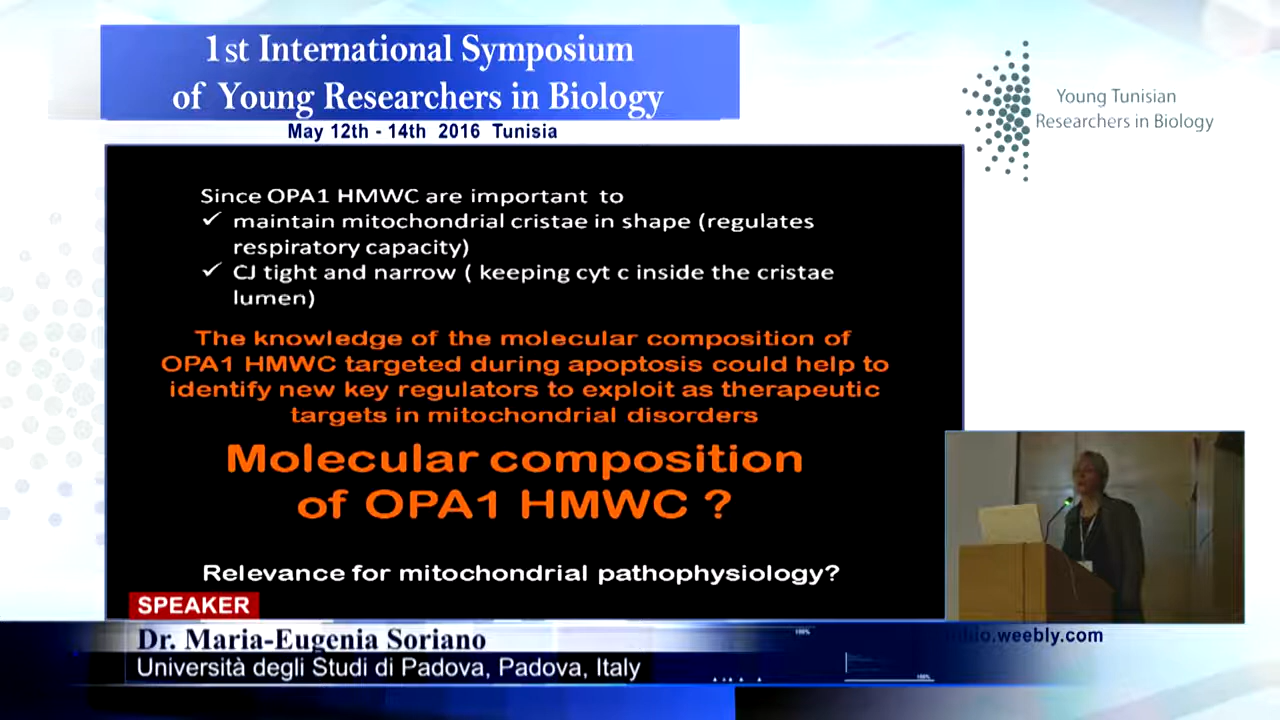 1st International Symposium
of Young Researchers in Biology
May 12th - 14th 2016 Tunisia
Young Tunisian
Researchers in Biology
Since OPA1 HMWC are important to
✓ maintain mitochondrial cristae in shape (regulates
respiratory capacity)
✓ CJ tight and narrow ( keeping cyt c inside the cristae
lumen)
The knowledge of the molecular composition of
OPA1 HMWC targeted during apoptosis could help to
identify new key regulators to exploit as therapeutic
targets in mitochondrial disorders
Molecular composition
of OPA1 HMWC ?
Relevance for mitochondrial pathophysiology?
SPEAKER
Dr. Maria-Eugenia Soriano
Università degli Studi di Padova, Padova, Italy
.weebly.com
100%
100%